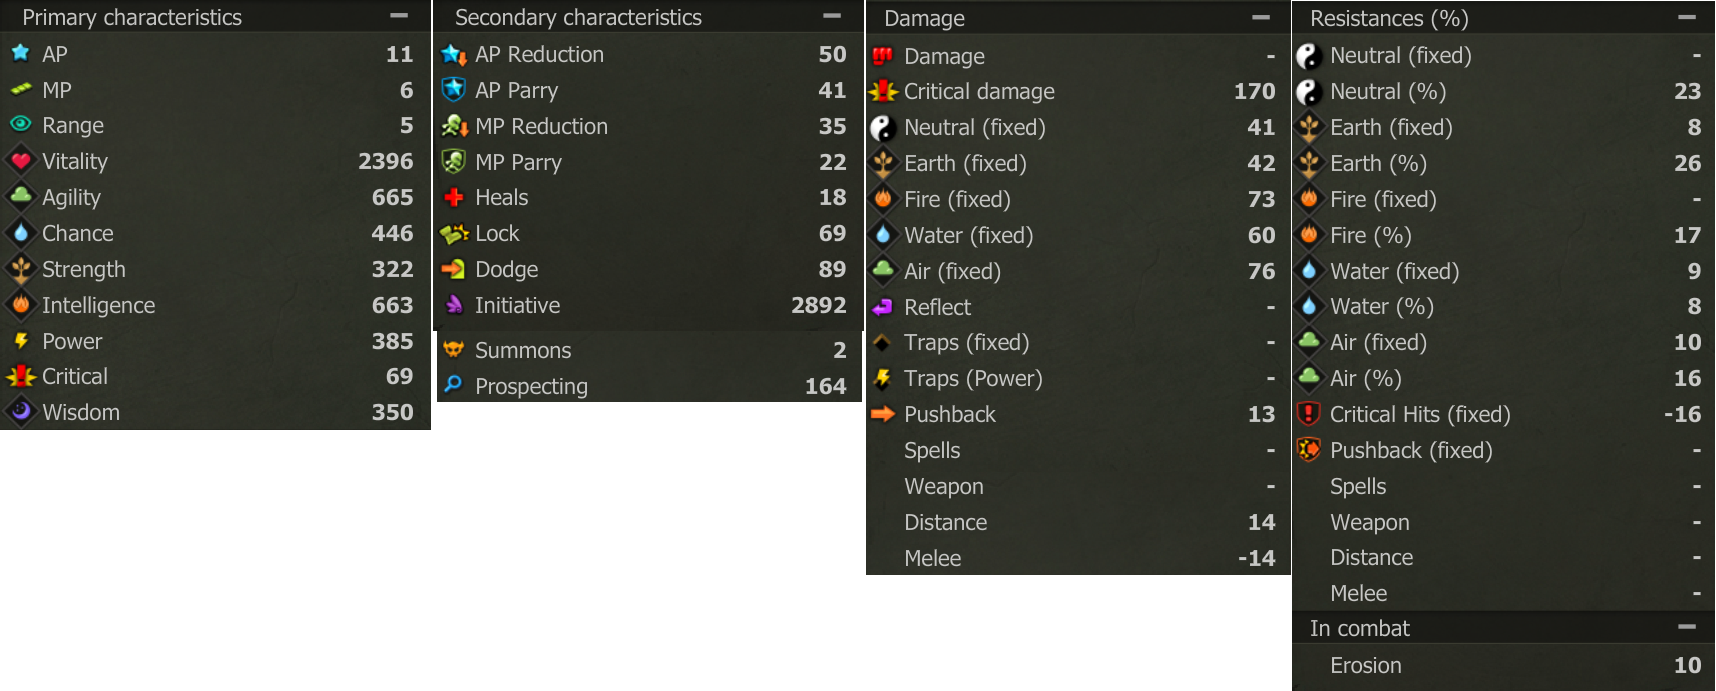 Primary characteristics
AP 11
MP 6
Range 5
Vitality 2396
Agility 665
Chance 446
Strength 322
Intelligence 663
Power 385
Critical 69
Wisdom 350
Secondary characteristics
AP Reduction 50
AP Parry 41
MP Reduction 35
MP Parry 22
Heals 18
Lock 69
Dodge 89
Initiative 2892
Summons 2
Prospecting 164
Damage
Damage -
Critical damage 170
Neutral (fixed) 41
Earth (fixed) 42
Fire (fixed) 73
Water (fixed) 60
Air (fixed) 76
Reflect -
Traps (fixed) -
Traps (Power) -
Pushback 13
Spells -
Weapon -
Distance 14
Melee -14
Resistances (%)
Neutral (fixed) -
Neutral (%) 23
Earth (fixed) 8
Earth (%) 26
Fire (fixed) -
Fire (%) 17
Water (fixed) 9
Water (%) 8
Air (fixed) 10
Air (%) 16
Critical Hits (fixed) -16
Pushback (fixed) -
Spells -
Weapon -
Distance -
Melee -
In combat
Erosion 10